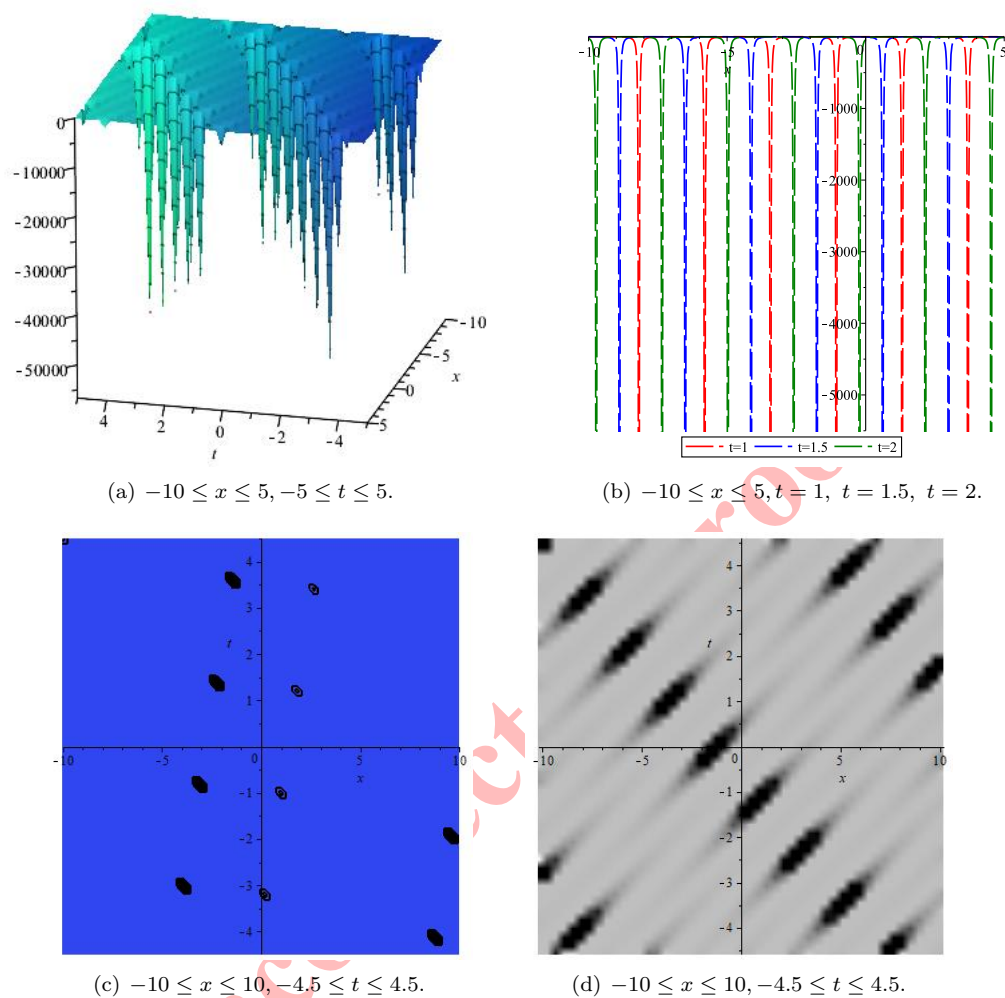 0
-10000
-20000
-30000
-40000
-50000
4 2 0 -2 -4
t
-10
-5
0
5
x
-10 -5 0 5
x
-1000
-2000
-3000
-4000
-5000
t=1 t=1.5 t=2
(a) −10 ≤ x ≤ 5, −5 ≤ t ≤ 5.
(b) −10 ≤ x ≤ 5, t = 1, t = 1.5, t = 2.
4
3
t
2
1
-10 -5 0 5 10
x
-1
-2
-3
-4
4
3
t
2
1
-10 -5 0 5 10
x
-1
-2
-3
-4
(c) −10 ≤ x ≤ 10, −4.5 ≤ t ≤ 4.5.
(d) −10 ≤ x ≤ 10, −4.5 ≤ t ≤ 4.5.